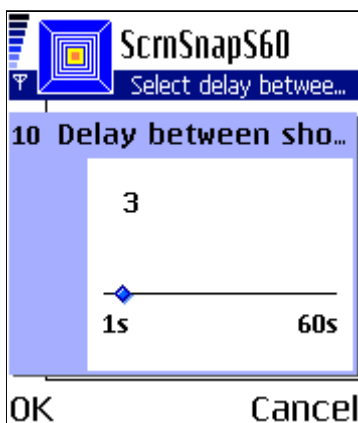 ScrnSnapS60
Select delay betwee...
10 Delay between sho...
3
1s 60s
OK Cancel